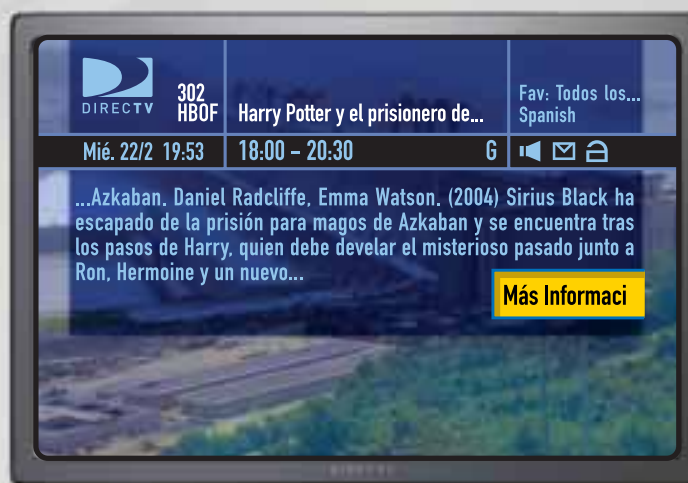 DIRECTV
302
HBOF
Harry Potter y el prisionero de...
Fav: Todos los...
Spanish
Mié. 22/2 19:53
18:00 – 20:30
G
...Azkaban. Daniel Radcliffe, Emma Watson. (2004) Sirius Black ha
escapado de la prisión para magos de Azkaban y se encuentra tras
los pasos de Harry, quien debe develar el misterioso pasado junto a
Ron, Hermoine y un nuevo...
Más Informaci